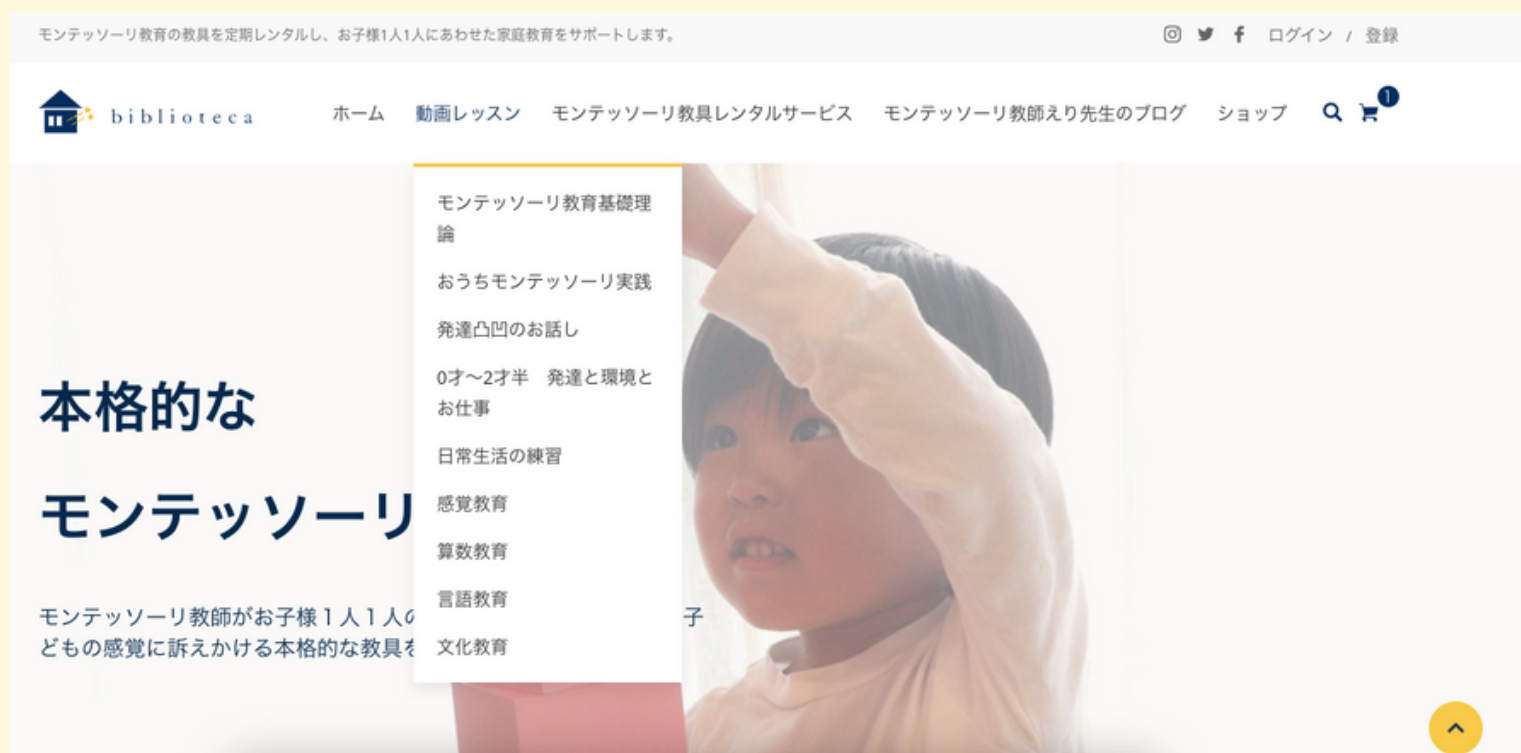 モンテッソーリ教育の教具を定期レンタルし、お子様1人1人にあわせた家庭教育をサポートします。
ログイン / 登録
biblioteca
ホーム 動画レッスン モンテッソーリ教具レンタルサービス モンテッソーリ教師えり先生のブログ ショップ 1
モンテッソーリ教育基礎理
論
おうちモンテッソーリ実践
発達凸凹のお話し
0才〜2才半　発達と環境と
お仕事
日常生活の練習
感覚教育
算数教育
言語教育
文化教育
本格的な
モンテッソーリ
モンテッソーリ教師がお子様１人１人の 子
どもの感覚に訴えかける本格的な教具を